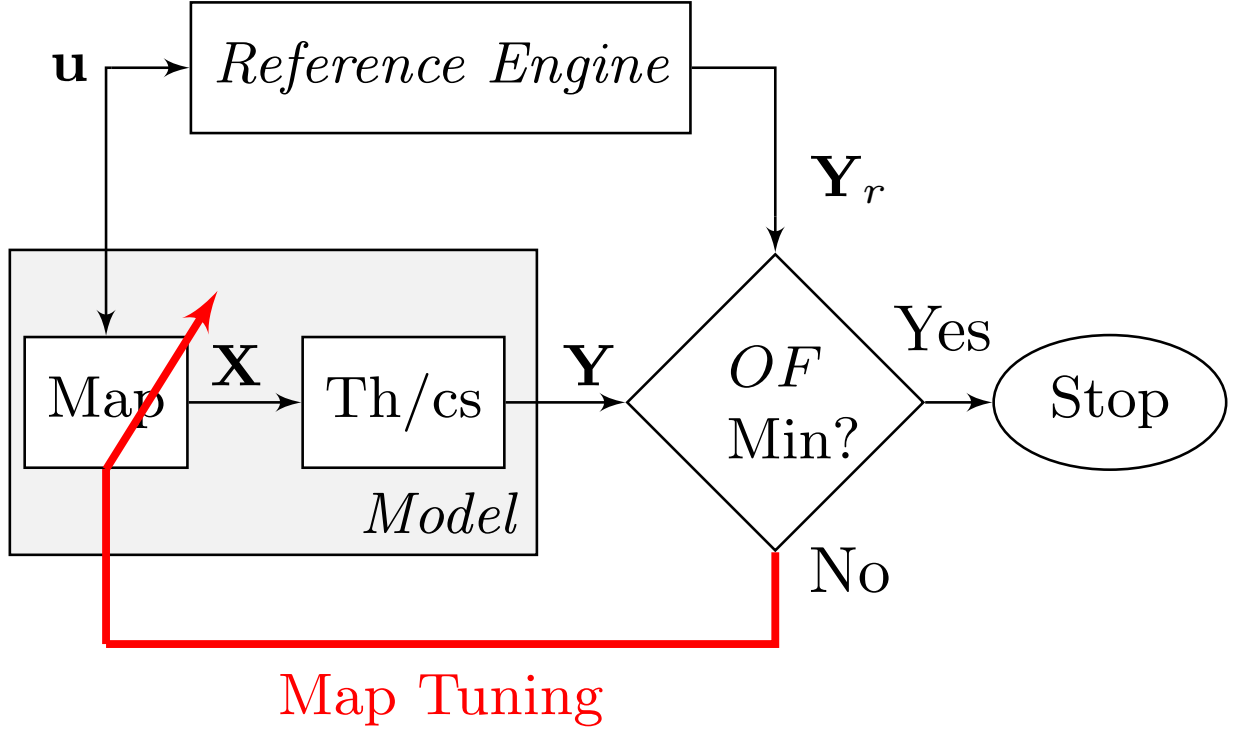 u
Reference Engine
Y_r
Yes
X
Y
OF
Min?
Map
Th/cs
Stop
Model
No
Map Tuning